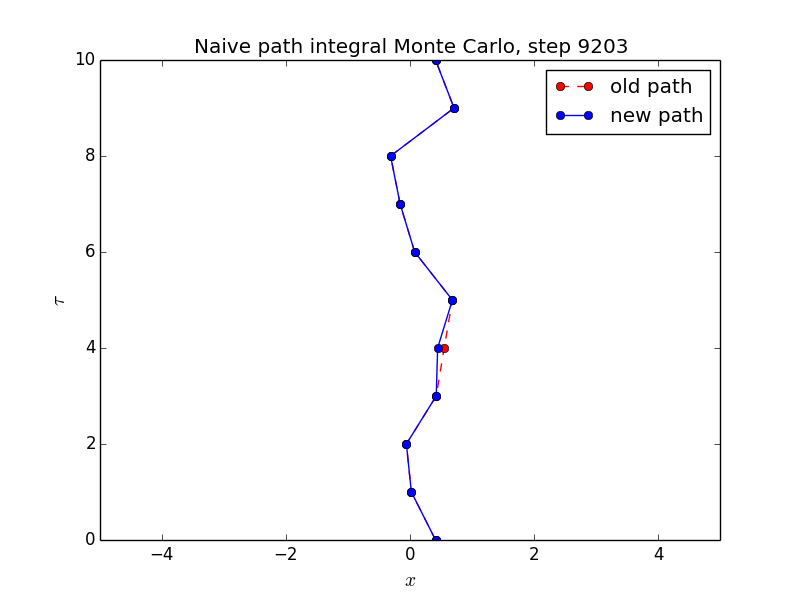 Naive path integral Monte Carlo, step 9203
old path
new path
10
8
6
4
2
0
τ
−4 −2 0 2 4
x